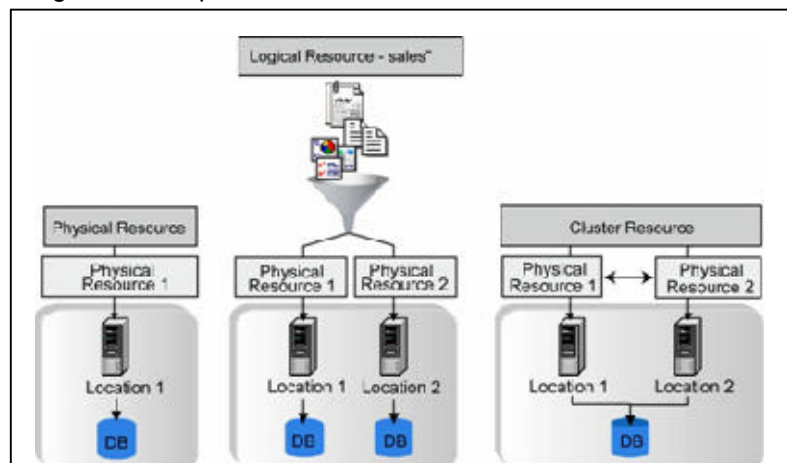 Logical Resource - sales"
Physical Resource
Cluster Resource
Physical
Resource 1
Physical
Resource 1
Physical
Resource 2
Physical
Resource 1
Physical
Resource 2
Location 1
Location 1
Location 2
Location 1
Location 2
DB
DB
DB
DB